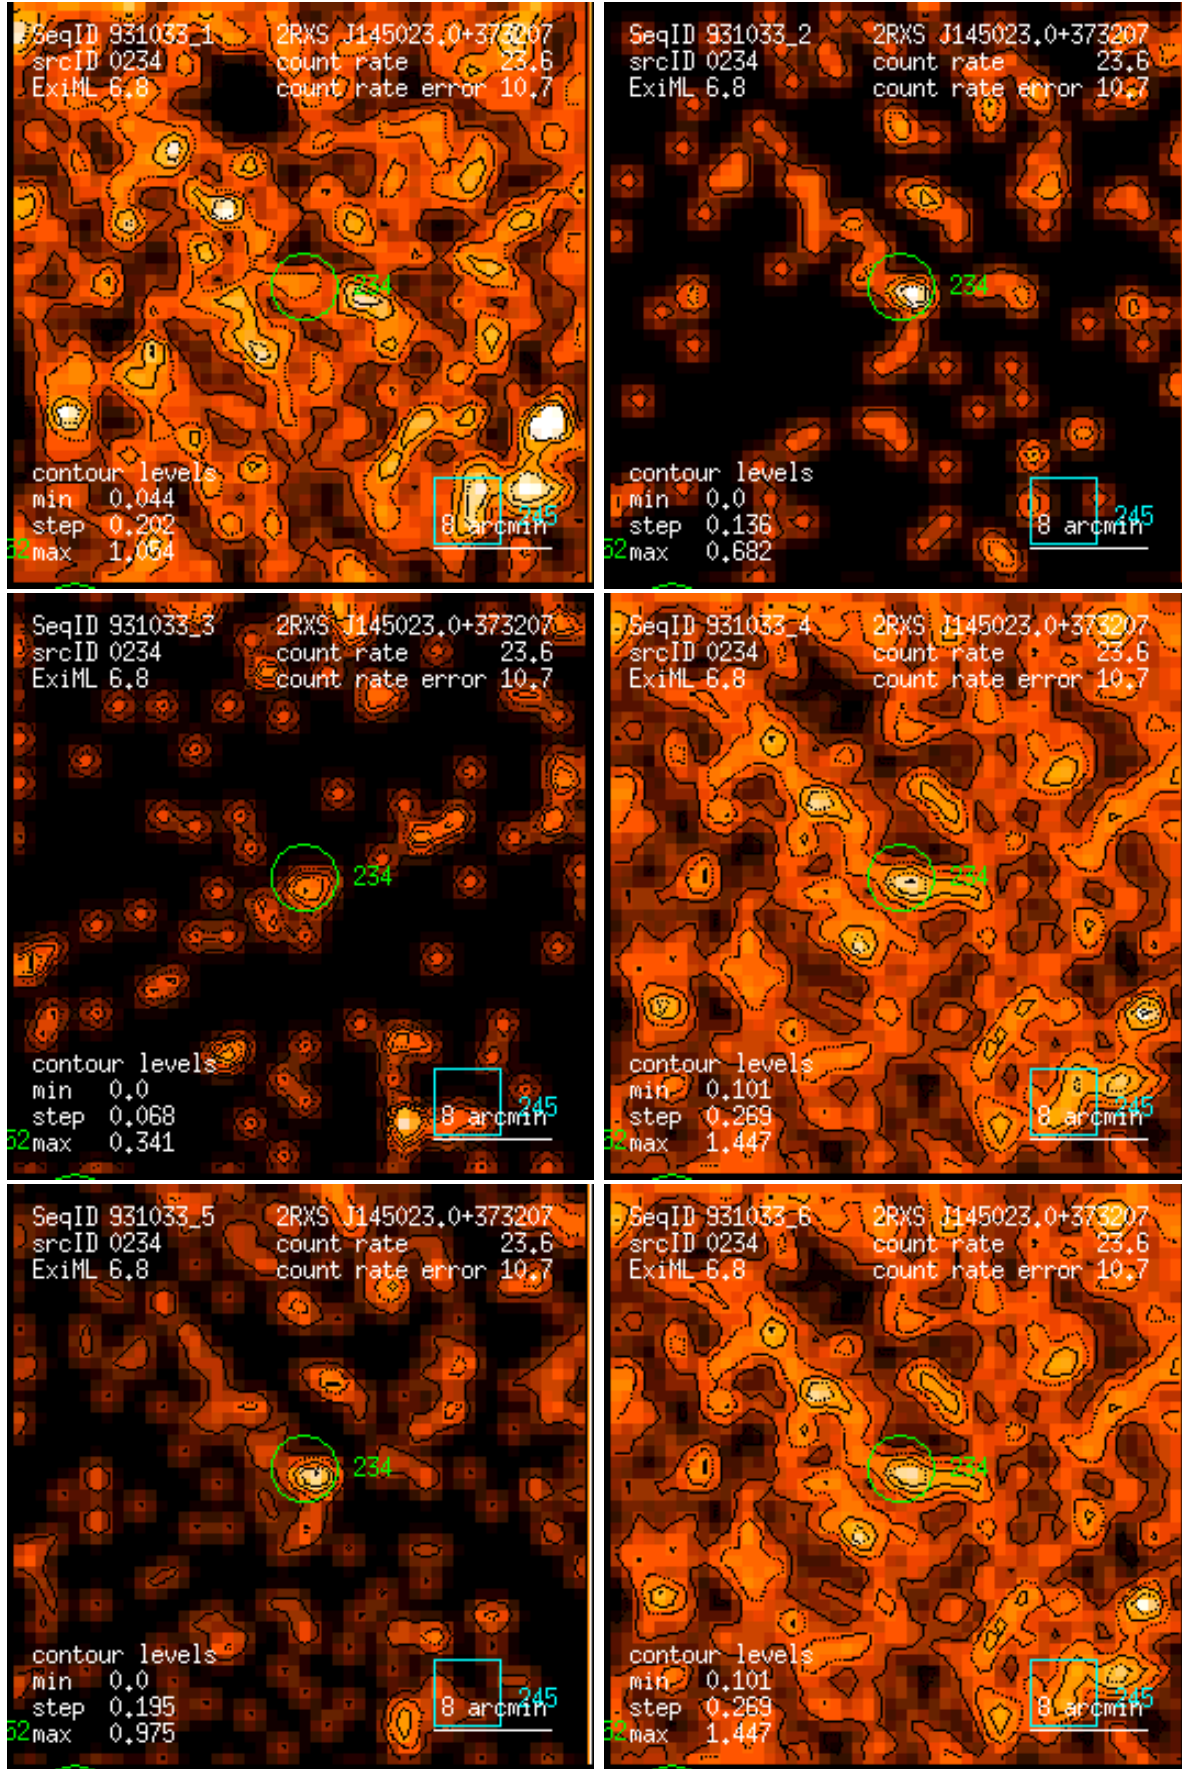 SeqID 931033_1 2RXS J145023.0+373207
srcID 0234 count rate 23.6
ExiML 6.8 count rate error 10.7
234
contour levels
min 0.044
step 0.202
max 1.054
8 arcmin
245
52
SeqID 931033_2 2RXS J145023.0+373207
srcID 0234 count rate 23.6
ExiML 6.8 count rate error 10.7
234
contour levels
min 0.0
step 0.136
max 0.682
8 arcmin
245
52
SeqID 931033_3 2RXS J145023.0+373207
srcID 0234 count rate 23.6
ExiML 6.8 count rate error 10.7
234
contour levels
min 0.0
step 0.068
max 0.341
8 arcmin
245
52
SeqID 931033_4 2RXS J145023.0+373207
srcID 0234 count rate 23.6
ExiML 6.8 count rate error 10.7
234
contour levels
min 0.101
step 0.269
max 1.447
8 arcmin
245
52
SeqID 931033_5 2RXS J145023.0+373207
srcID 0234 count rate 23.6
ExiML 6.8 count rate error 10.7
234
contour levels
min 0.0
step 0.195
max 0.975
8 arcmin
245
52
SeqID 931033_6 2RXS J145023.0+373207
srcID 0234 count rate 23.6
ExiML 6.8 count rate error 10.7
234
contour levels
min 0.101
step 0.269
max 1.447
8 arcmin
245
52